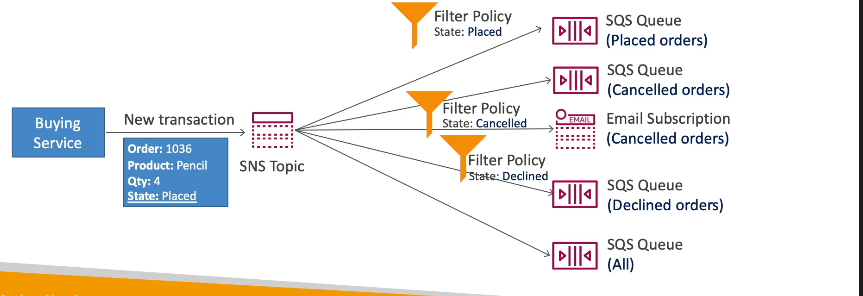 Filter Policy
State: Placed
SQS Queue
(Placed orders)
SQS Queue
(Cancelled orders)
Buying
Service
New transaction
Order: 1036
Product: Pencil
Qty: 4
State: Placed
SNS Topic
Filter Policy
State: Cancelled
EMAIL
Email Subscription
(Cancelled orders)
Filter Policy
State: Declined
SQS Queue
(Declined orders)
SQS Queue
(All)